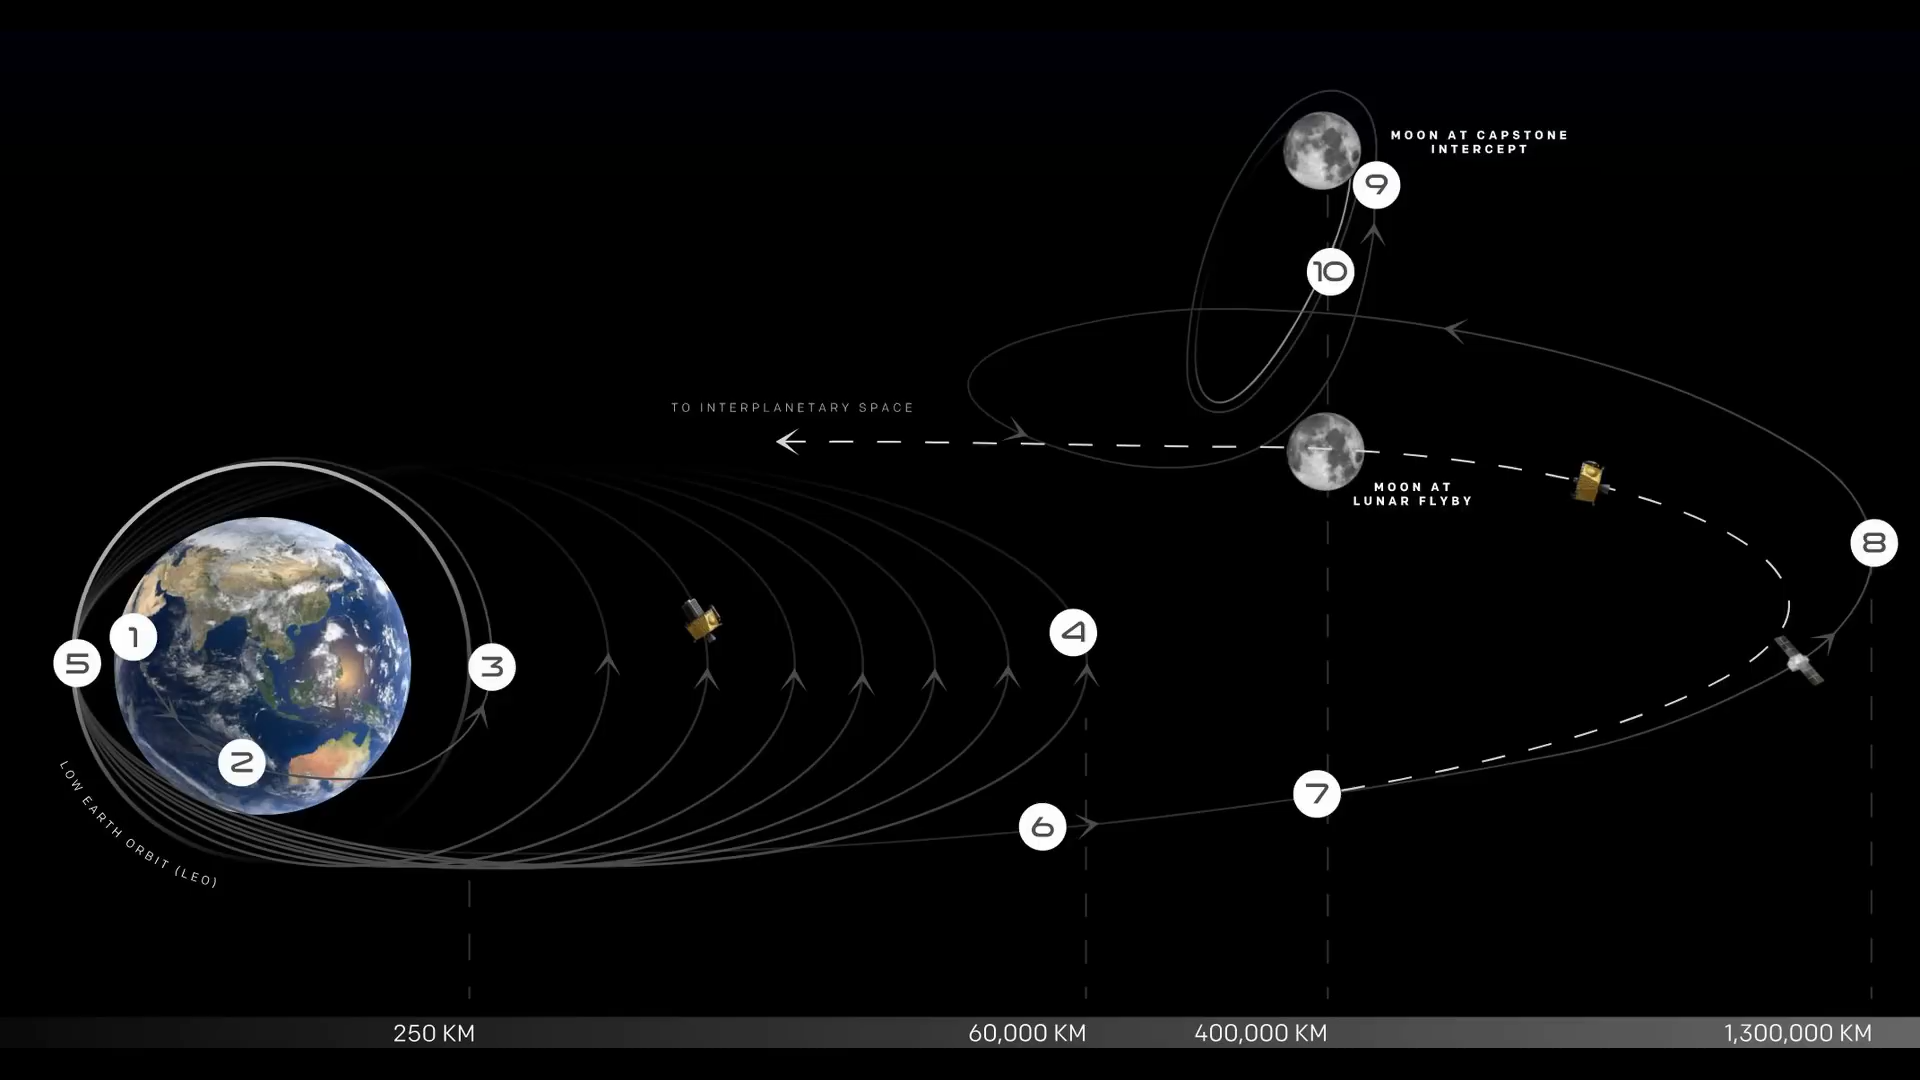 MOON AT CAPSTONE
INTERCEPT
9
10
TO INTERPLANETARY SPACE
MOON AT
LUNAR FLYBY
8
1
5
3
4
2
7
6
LOW EARTH ORBIT (LEO)
250 KM
60,000 KM
400,000 KM
1,300,000 KM